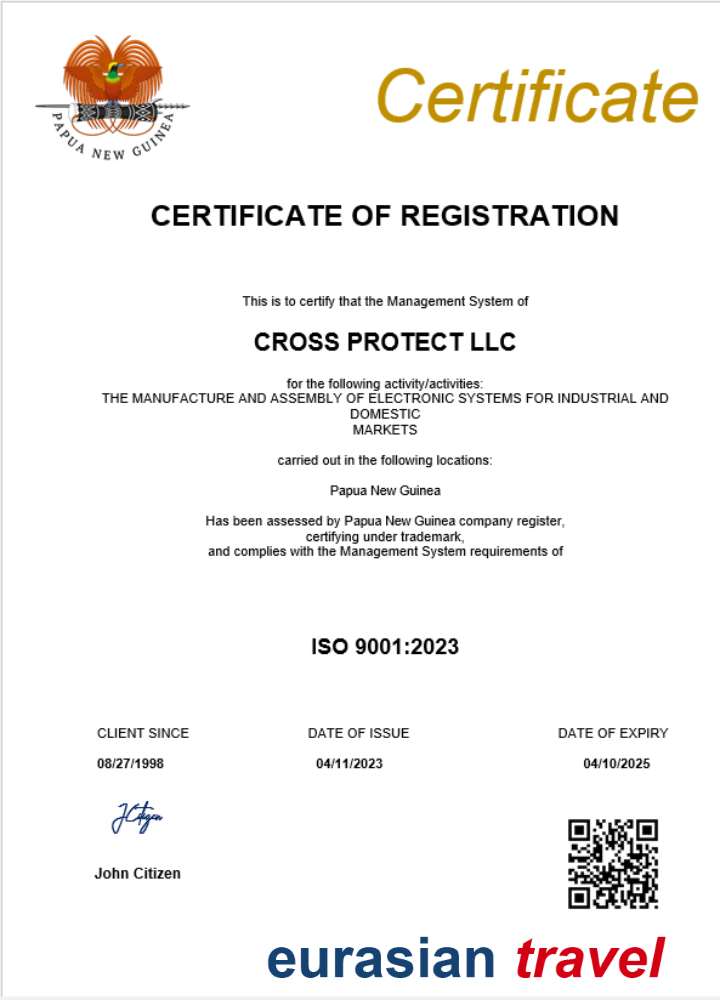 PAPUA NEW GUINEA
Certificate
CERTIFICATE OF REGISTRATION
This is to certify that the Management System of
CROSS PROTECT LLC
for the following activity/activities:
THE MANUFACTURE AND ASSEMBLY OF ELECTRONIC SYSTEMS FOR INDUSTRIAL AND
DOMESTIC
MARKETS
carried out in the following locations:
Papua New Guinea
Has been assessed by Papua New Guinea company register,
certifying under trademark,
and complies with the Management System requirements of
ISO 9001:2023
CLIENT SINCE DATE OF ISSUE DATE OF EXPIRY
08/27/1998 04/11/2023 04/10/2025
JCitizen
John Citizen
eurasian travel